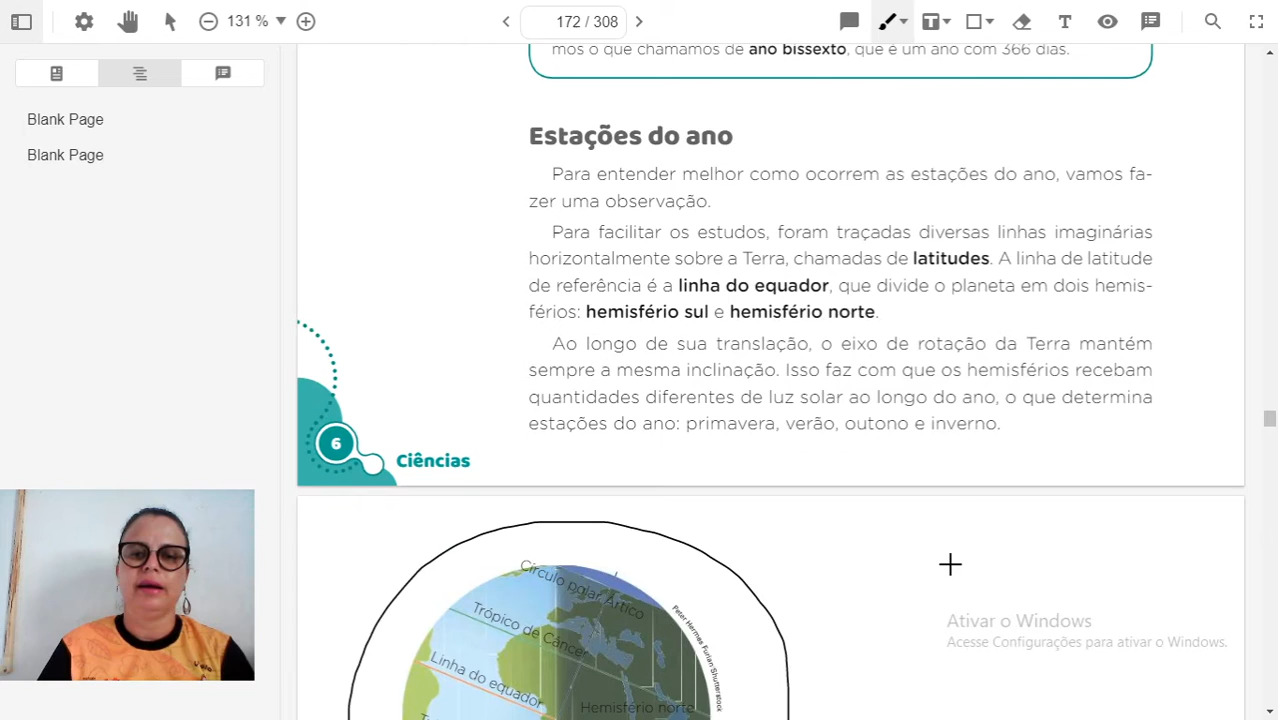 131 %
172 / 308
Blank Page
Blank Page
mos o que chamamos de ano bissexto, que é um ano com 366 dias.
Estações do ano
Para entender melhor como ocorrem as estações do ano, vamos fa-
zer uma observação.
Para facilitar os estudos, foram traçadas diversas linhas imaginárias
horizontalmente sobre a Terra, chamadas de latitudes. A linha de latitude
de referência é a linha do equador, que divide o planeta em dois hemis-
férios: hemisfério sul e hemisfério norte.
Ao longo de sua translação, o eixo de rotação da Terra mantém
sempre a mesma inclinação. Isso faz com que os hemisférios recebam
quantidades diferentes de luz solar ao longo do ano, o que determina
estações do ano: primavera, verão, outono e inverno.
6
Ciências
Círculo polar Ártico
Trópico de Câncer
Linha do equador
Hemisfério norte
Peter Hermes Furian/Shutterstock
Ativar o Windows
Acesse Configurações para ativar o Windows.